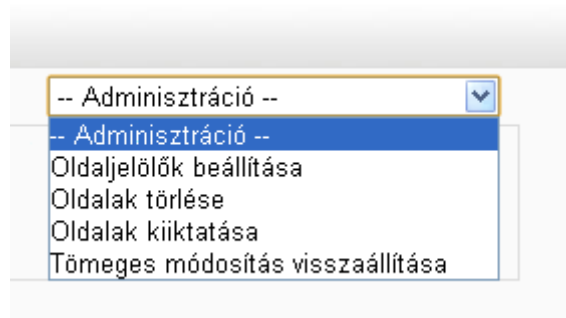 -- Adminisztráció --
-- Adminisztráció --
Oldaljelölők beállítása
Oldalak törlése
Oldalak kiiktatása
Tömeges módosítás visszaállítása